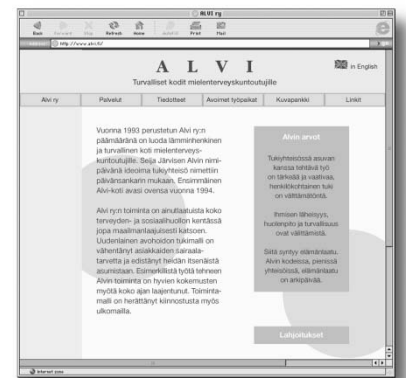 ALVI ry
Back
Forward
Stop
Refresh
Home
AutoFill
Print
Mail
http://www.alvi.fi/
ALVI
in English
Turvalliset kodit mielenterveyskuntoutujille
Alvi ry
Palvelut
Tiedotteet
Avoimet työpaikat
Kuvapankki
Linkit
Vuonna 1993 perustetun Alvi ry:n
päämääränä on luoda lämminhenkinen
ja turvallinen koti mielenterveys-
kuntoutujille. Seija Järvisen Alvin nimi-
päivänä ideoima tukiyhteisö nimettiin
päivänsankarin mukaan. Ensimmäinen
Alvi-koti avasi ovensa vuonna 1994.
Alvi ry:n toiminta on ainutlaatuista koko
terveyden- ja sosiaalihuollon kentässä
jopa maailmanlaajuisesti katsoen.
Uudenlainen avohoidon tukimalli on
vähentänyt asiakkaiden sairaala-
tarvetta ja edistänyt heidän itsenäistä
asumistaan. Esimerkillistä työtä tehneen
Alvin toiminta on hyvien kokemusten
myötä koko ajan laajentunut. Toiminta-
malli on herättänyt kiinnostusta myös
ulkomailla.
Alvin arvot
Tukiyhteisössä asuvan
kanssa tehtävä työ
on tärkeää ja vaativaa,
henkilökohtainen tuki
on välttämätöntä.
Ihmisen läheisyys,
huolenpito ja turvallisuus
ovat välittämistä.
Siitä syntyy elämänlaatu.
Alvin kodeissa, pienissä
yhteisöissä, elämänlaatu
on arkipäivää.
Lahjoitukset
Internet zone